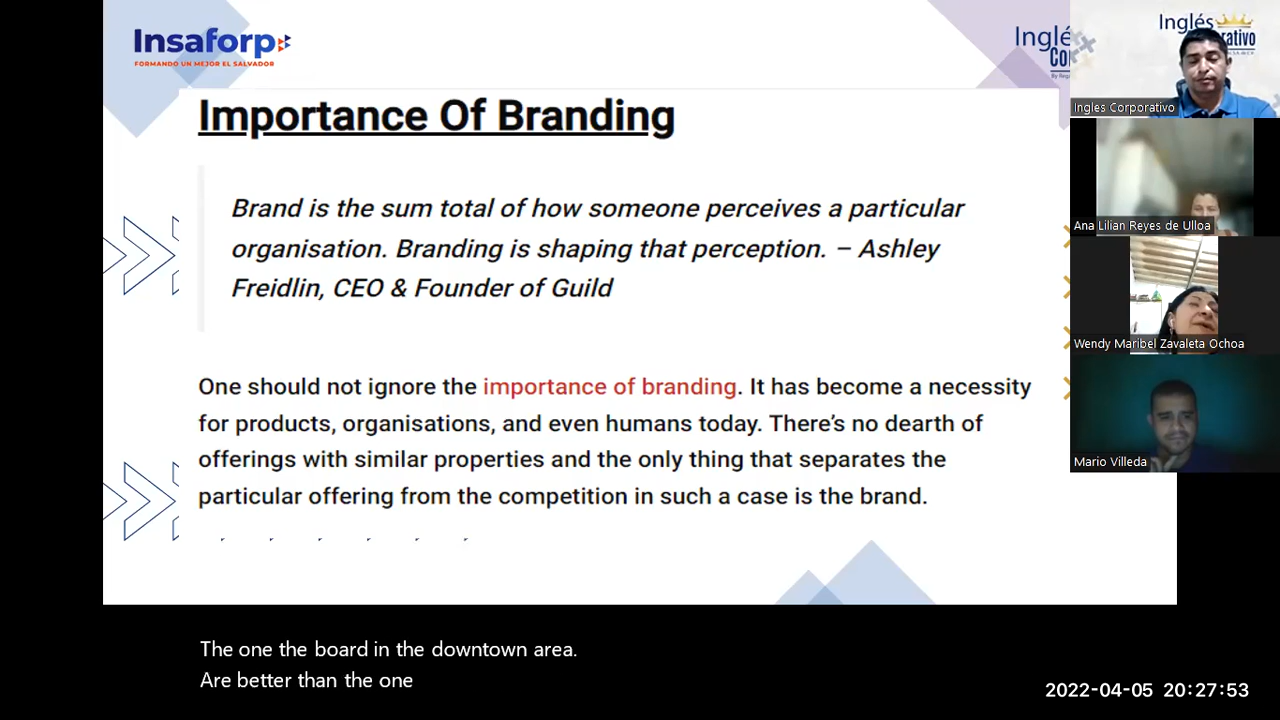 Insaforp
FORMANDO UN MEJOR EL SALVADOR
Inglés
Importance Of Branding
Brand is the sum total of how someone perceives a particular
organisation. Branding is shaping that perception. – Ashley
Freidlin, CEO & Founder of Guild
One should not ignore the importance of branding. It has become a necessity
for products, organisations, and even humans today. There’s no dearth of
offerings with similar properties and the only thing that separates the
particular offering from the competition in such a case is the brand.
Ingles Corporativo
Ana Lilian Reyes de Ulloa
Wendy Maribel Zavaleta Ochoa
Mario Villeda
The one the board in the downtown area.
Are better than the one
2022-04-05 20:27:53